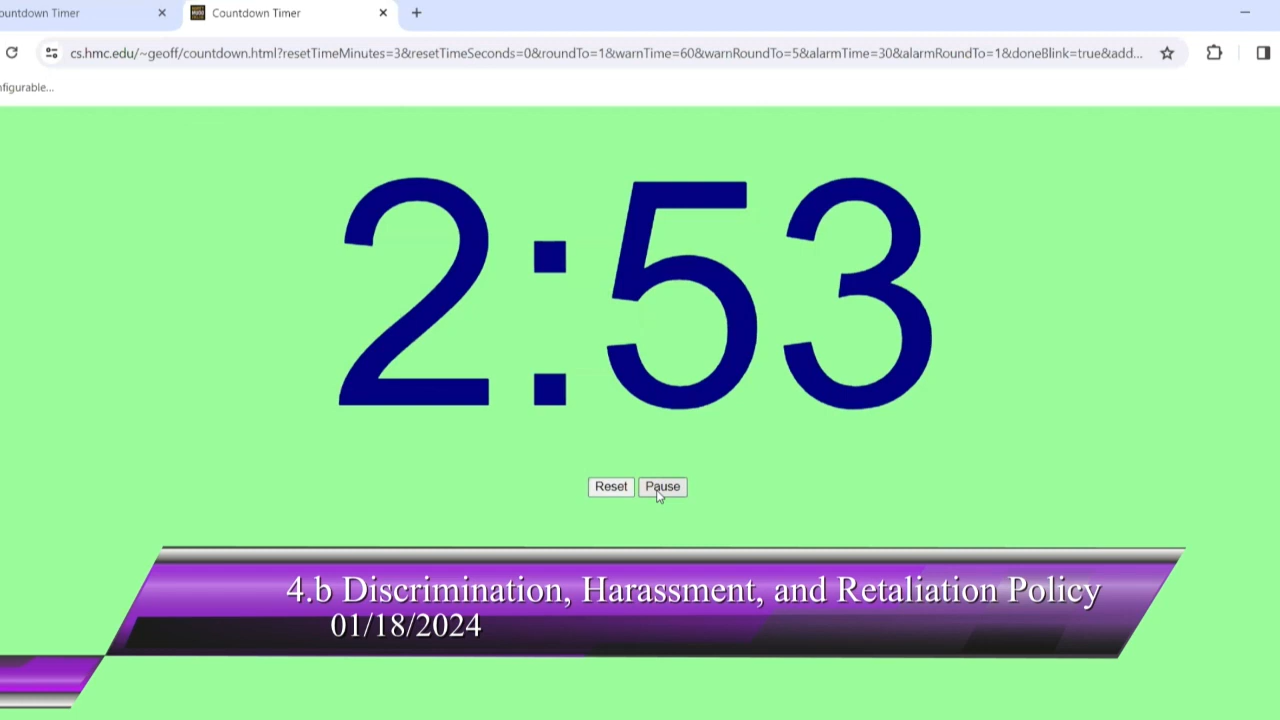 ountdown Timer
Countdown Timer
cs.hmc.edu/~geoff/countdown.html?resetTimeMinutes=3&resetTimeSeconds=0&roundTo=1&warnTime=60&warnRoundTo=5&alarmTime=30&alarmRoundTo=1&doneBlink=true&add...
nfigurable...
2:53
Reset Pause
4.b Discrimination, Harassment, and Retaliation Policy
01/18/2024